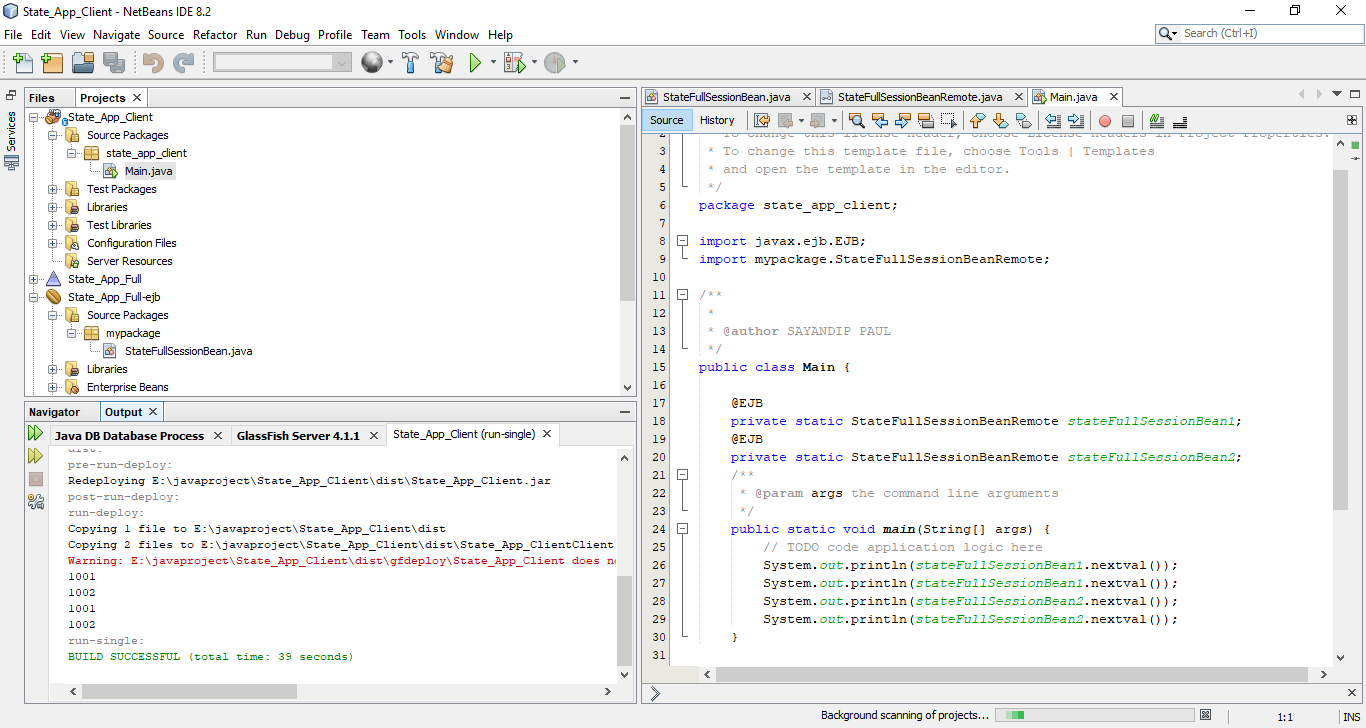 State_App_Client - NetBeans IDE 8.2
File Edit View Navigate Source Refactor Run Debug Profile Team Tools Window Help
Search (Ctrl+I)
Services
Files Projects
State_App_Client
Source Packages
state_app_client
Main.java
Test Packages
Libraries
Test Libraries
Configuration Files
Server Resources
State_App_Full
State_App_Full-ejb
Source Packages
mypackage
StateFullSessionBean.java
Libraries
Enterprise Beans
Navigator Output
Java DB Database Process GlassFish Server 4.1.1 State_App_Client (run-single)
dist:
pre-run-deploy:
Redeploying E:\javaproject\State_App_Client\dist\State_App_Client.jar
post-run-deploy:
run-deploy:
Copying 1 file to E:\javaproject\State_App_Client\dist
Copying 2 files to E:\javaproject\State_App_Client\dist\State_App_ClientClient
Warning: E:\javaproject\State_App_Client\dist\gfdeploy\State_App_Client does
1001
1002
1001
1002
run-single:
BUILD SUCCESSFUL (total time: 39 seconds)
StateFullSessionBean.java StateFullSessionBeanRemote.java Main.java
Source History
2 * To change this license header, choose License Headers in Project Properties.
3 * To change this template file, choose Tools | Templates
4 * and open the template in the editor.
5 */
6 package state_app_client;
7
8 import javax.ejb.EJB;
9 import mypackage.StateFullSessionBeanRemote;
10
11 /**
12 *
13 * @author SAYANDIP PAUL
14 */
15 public class Main {
16
17 @EJB
18 private static StateFullSessionBeanRemote stateFullSessionBean1;
19 @EJB
20 private static StateFullSessionBeanRemote stateFullSessionBean2;
21 /**
22 * @param args the command line arguments
23 */
24 public static void main(String[] args) {
25 // TODO code application logic here
26 System.out.println(stateFullSessionBean1.nextval());
27 System.out.println(stateFullSessionBean1.nextval());
28 System.out.println(stateFullSessionBean2.nextval());
29 System.out.println(stateFullSessionBean2.nextval());
30 }
31
Background scanning of projects... 1:1 INS